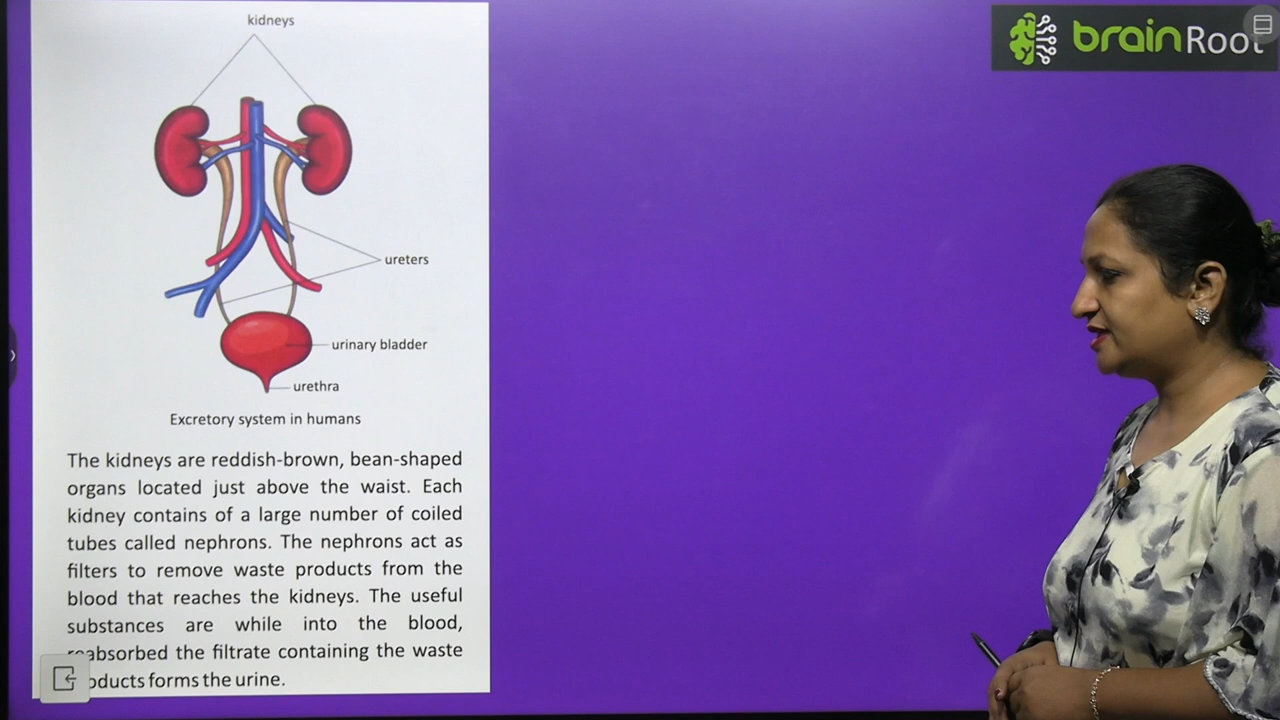 kidneys
brainRoot
ureters
urinary bladder
urethra
Excretory system in humans
The kidneys are reddish-brown, bean-shaped
organs located just above the waist. Each
kidney contains of a large number of coiled
tubes called nephrons. The nephrons act as
filters to remove waste products from the
blood that reaches the kidneys. The useful
substances are while into the blood,
reabsorbed the filtrate containing the waste
products forms the urine.